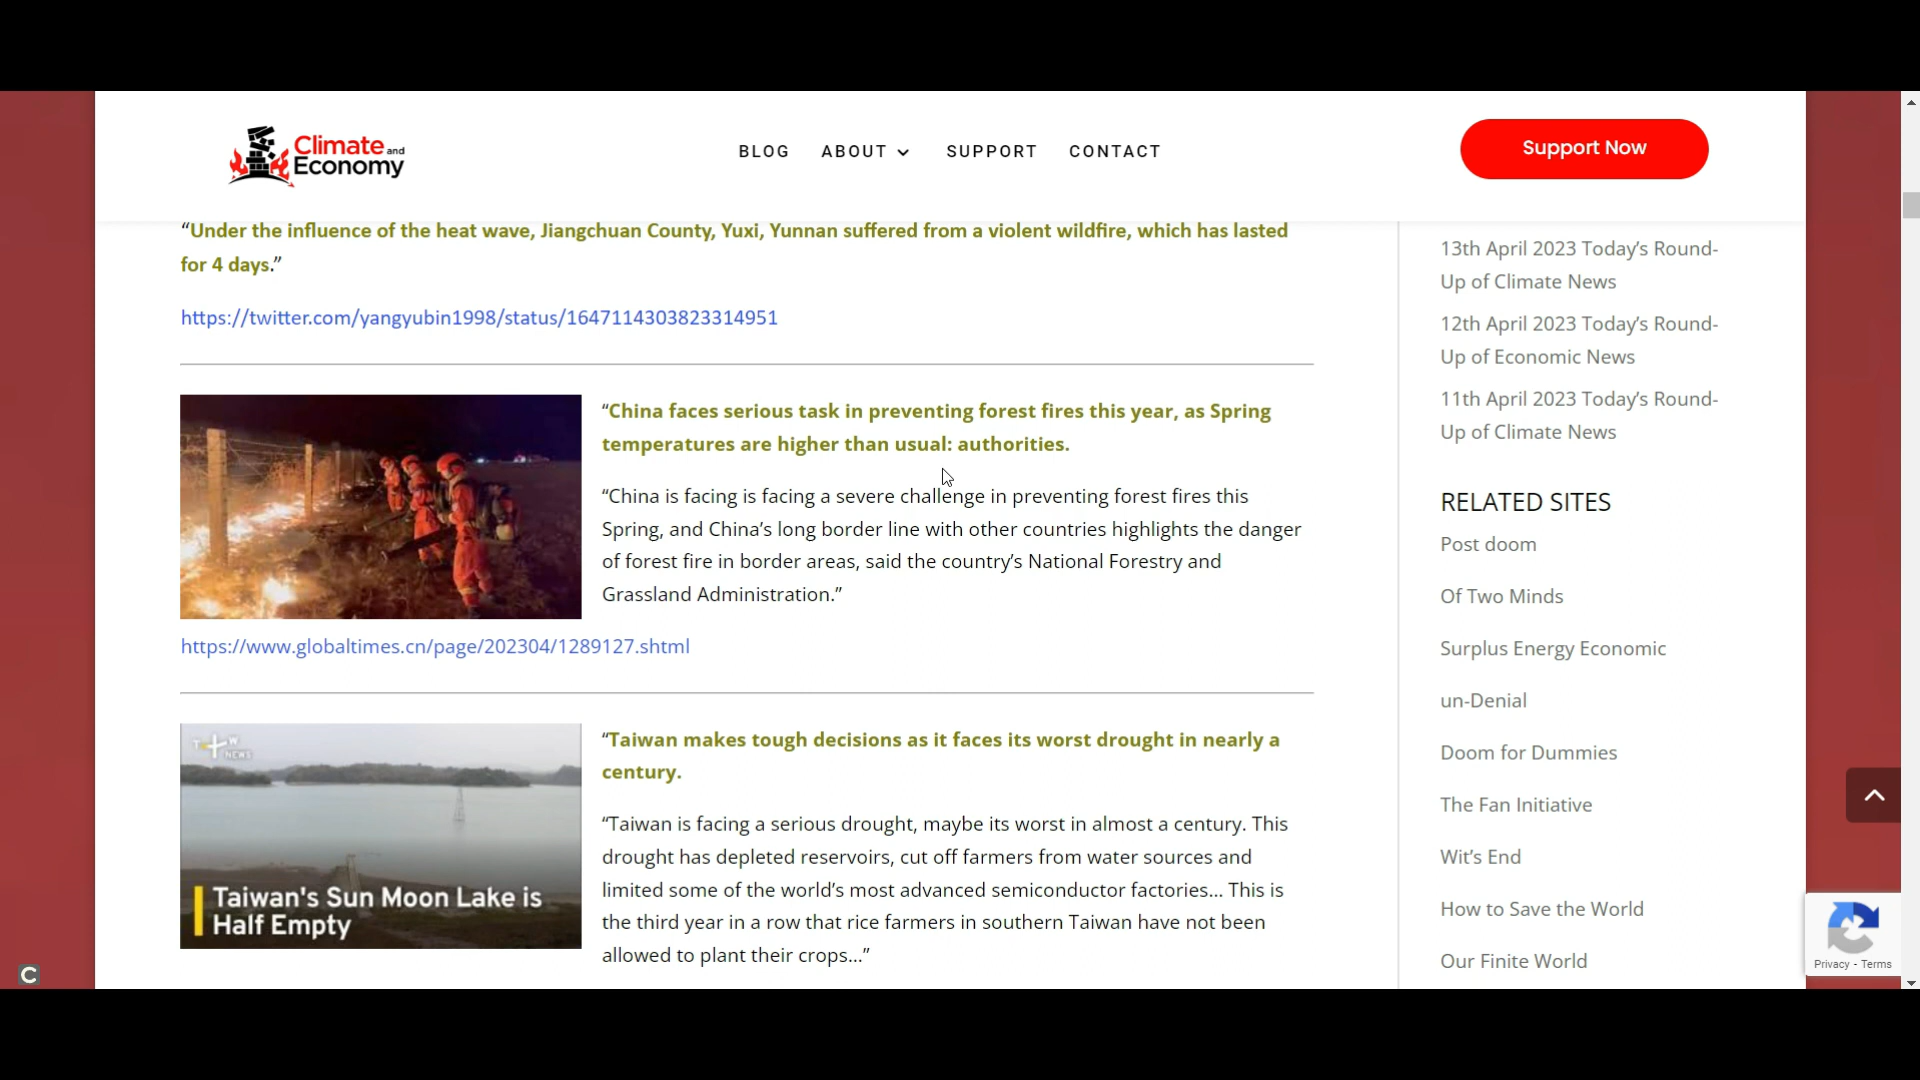 Climate and
Economy
BLOG
ABOUT
SUPPORT
CONTACT
Support Now
“Under the influence of the heat wave, Jiangchuan County, Yuxi, Yunnan suffered from a violent wildfire, which has lasted
for 4 days.”
https://twitter.com/yangyubin1998/status/1647114303823314951
“China faces serious task in preventing forest fires this year, as Spring
temperatures are higher than usual: authorities.
“China is facing is facing a severe challenge in preventing forest fires this
Spring, and China’s long border line with other countries highlights the danger
of forest fire in border areas, said the country’s National Forestry and
Grassland Administration.”
https://www.globaltimes.cn/page/202304/1289127.shtml
T W
NEWS
Taiwan's Sun Moon Lake is
Half Empty
“Taiwan makes tough decisions as it faces its worst drought in nearly a
century.
“Taiwan is facing a serious drought, maybe its worst in almost a century. This
drought has depleted reservoirs, cut off farmers from water sources and
limited some of the world’s most advanced semiconductor factories... This is
the third year in a row that rice farmers in southern Taiwan have not been
allowed to plant their crops...”
13th April 2023 Today’s Round-
Up of Climate News
12th April 2023 Today’s Round-
Up of Economic News
11th April 2023 Today’s Round-
Up of Climate News
RELATED SITES
Post doom
Of Two Minds
Surplus Energy Economic
un-Denial
Doom for Dummies
The Fan Initiative
Wit’s End
How to Save the World
Our Finite World
Privacy - Terms
C